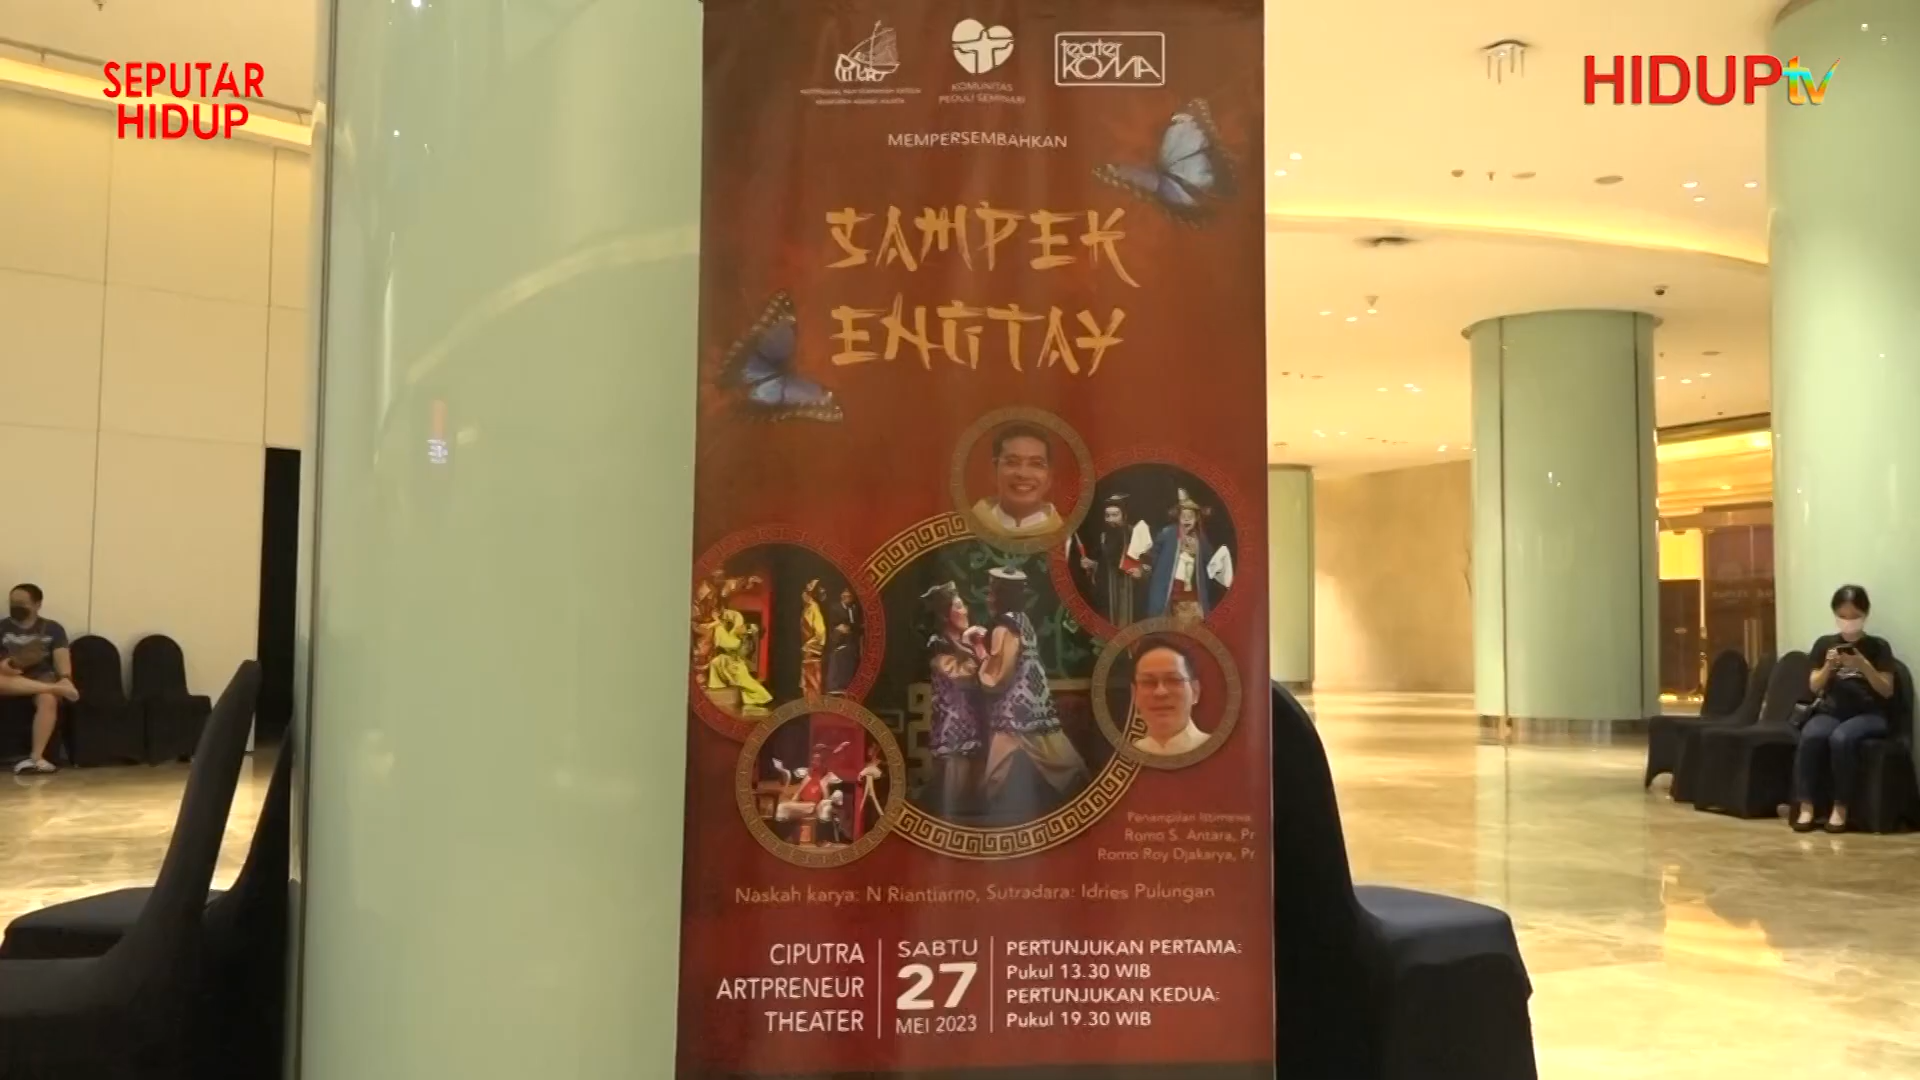 SEPUTAR
HIDUP
HIDUPtv
KOMUNITAS
PEDULI SEMINARI
teater
KOMA
MEMPERSEMBAHKAN
SAMPEK
ENGTAY
Penampilan Istimewa
Romo S. Antara, Pr
Romo Roy Djakarya, Pr
Naskah karya: N Riantiarno, Sutradara: Idries Pulungan
CIPUTRA
ARTPRENEUR
THEATER
SABTU
27
MEI 2023
PERTUNJUKAN PERTAMA:
Pukul 13.30 WIB
PERTUNJUKAN KEDUA:
Pukul 19.30 WIB